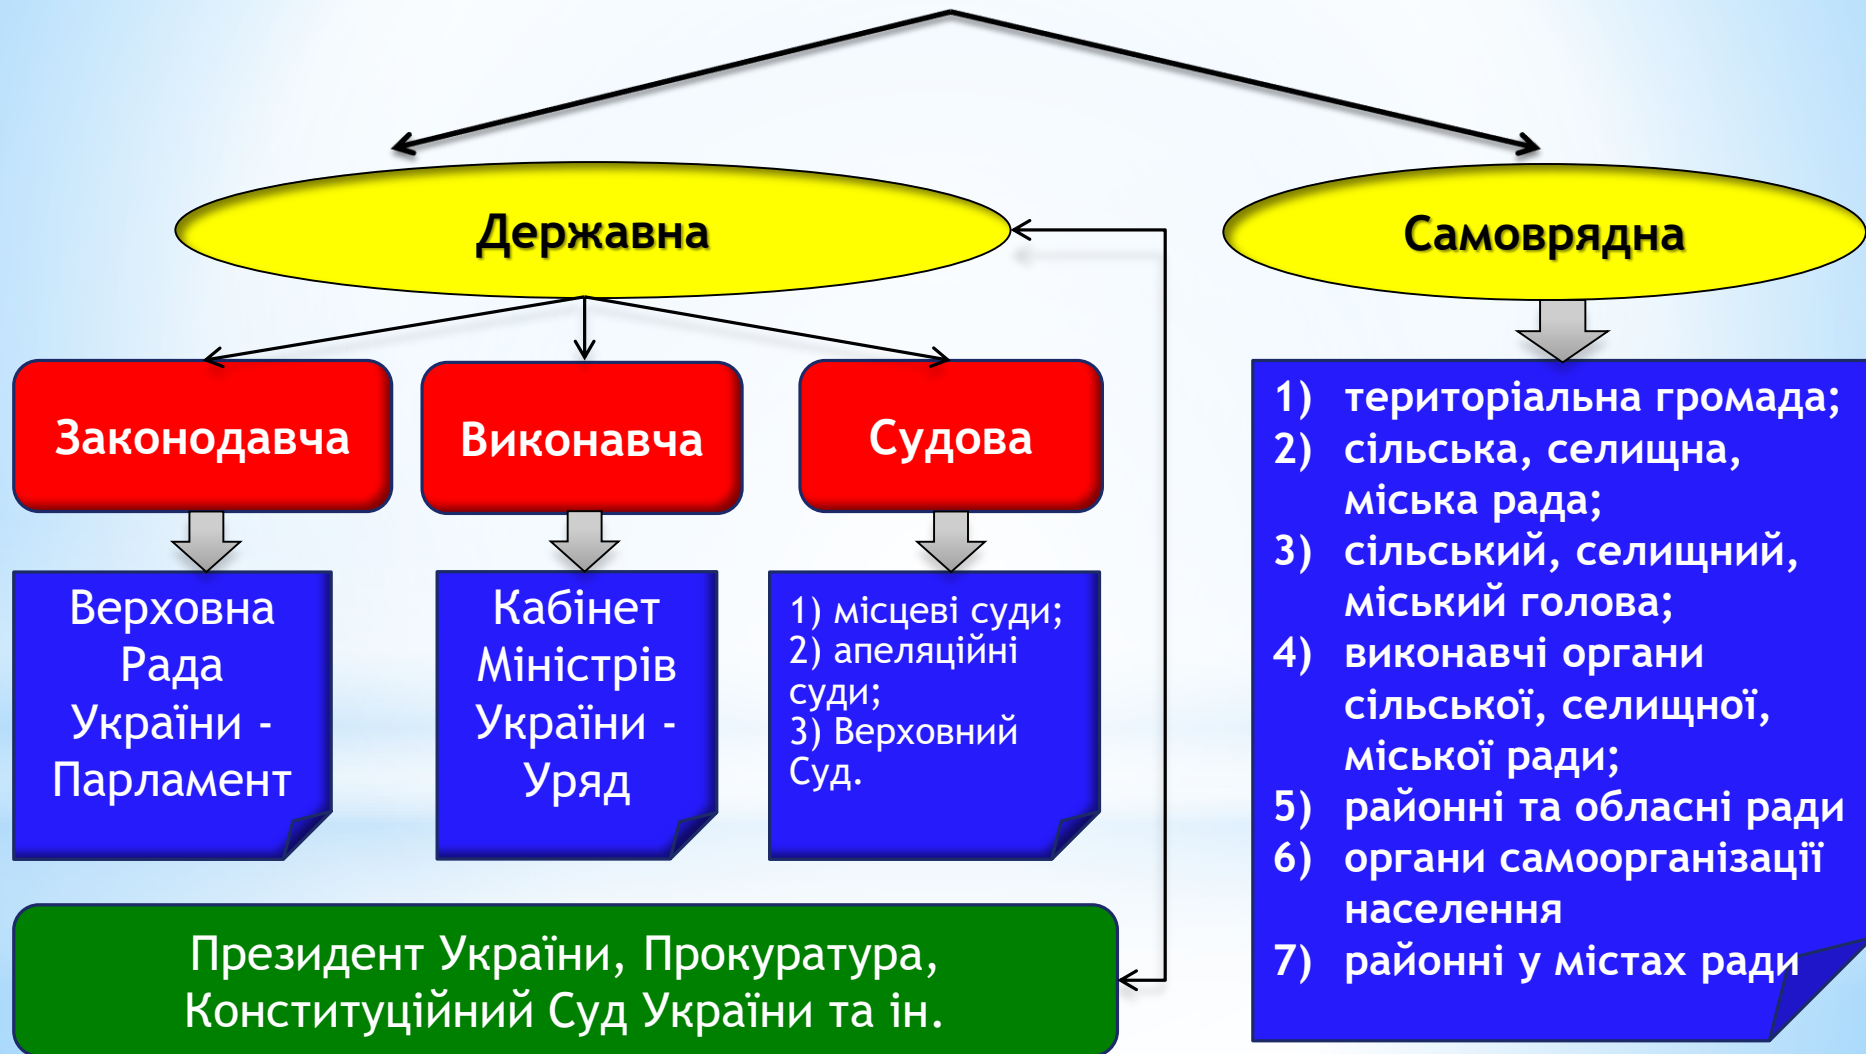 Державна
Самоврядна
Законодавча
Виконавча
Судова
Верховна
Рада
України -
Парламент
Кабінет
Міністрів
України -
Уряд
1) місцеві суди;
2) апеляційні
суди;
3) Верховний
Суд.
1) територіальна громада;
2) сільська, селищна,
міська рада;
3) сільський, селищний,
міський голова;
4) виконавчі органи
сільської, селищної,
міської ради;
5) районні та обласні ради
6) органи самоорганізації
населення
7) районні у містах ради
Президент України, Прокуратура,
Конституційний Суд України та ін.